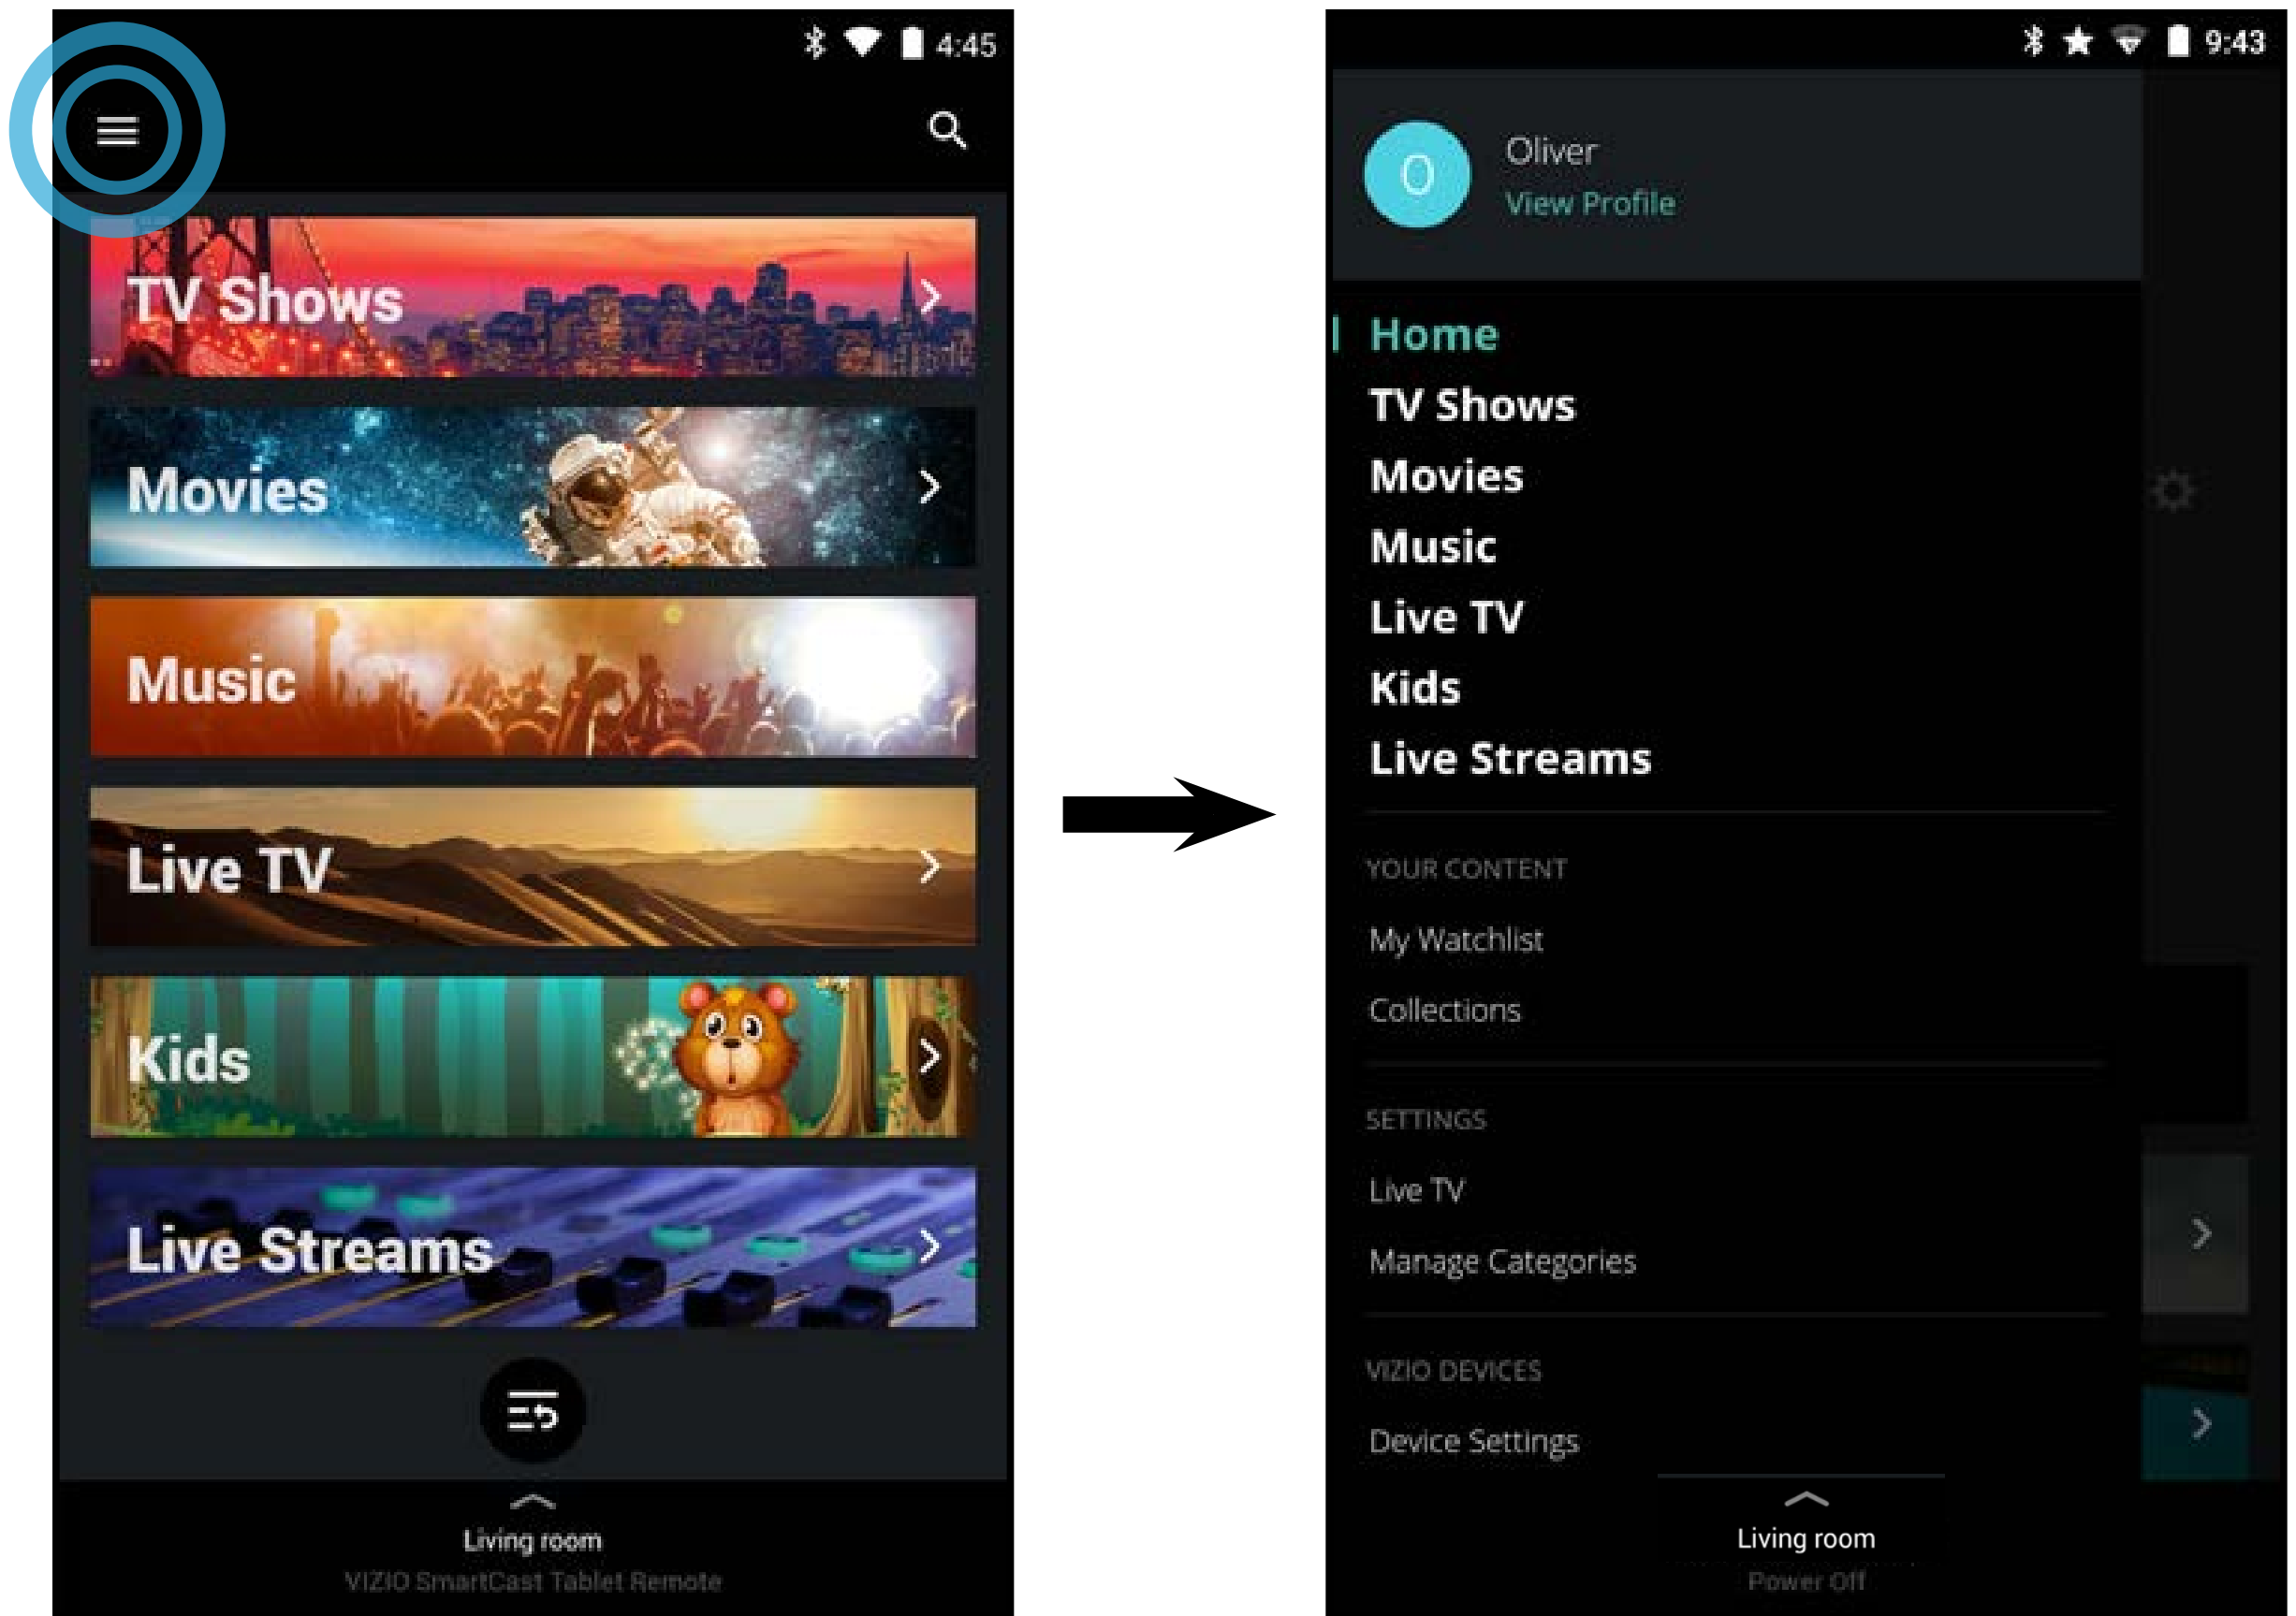 4:45
TV Shows
Movies
Music
Live TV
Kids
Live Streams
Living room
VIZIO SmartCast Tablet Remote
9:43
O
Oliver
View Profile
Home
TV Shows
Movies
Music
Live TV
Kids
Live Streams
YOUR CONTENT
My Watchlist
Collections
SETTINGS
Live TV
Manage Categories
VIZIO DEVICES
Device Settings
Living room
Power Off